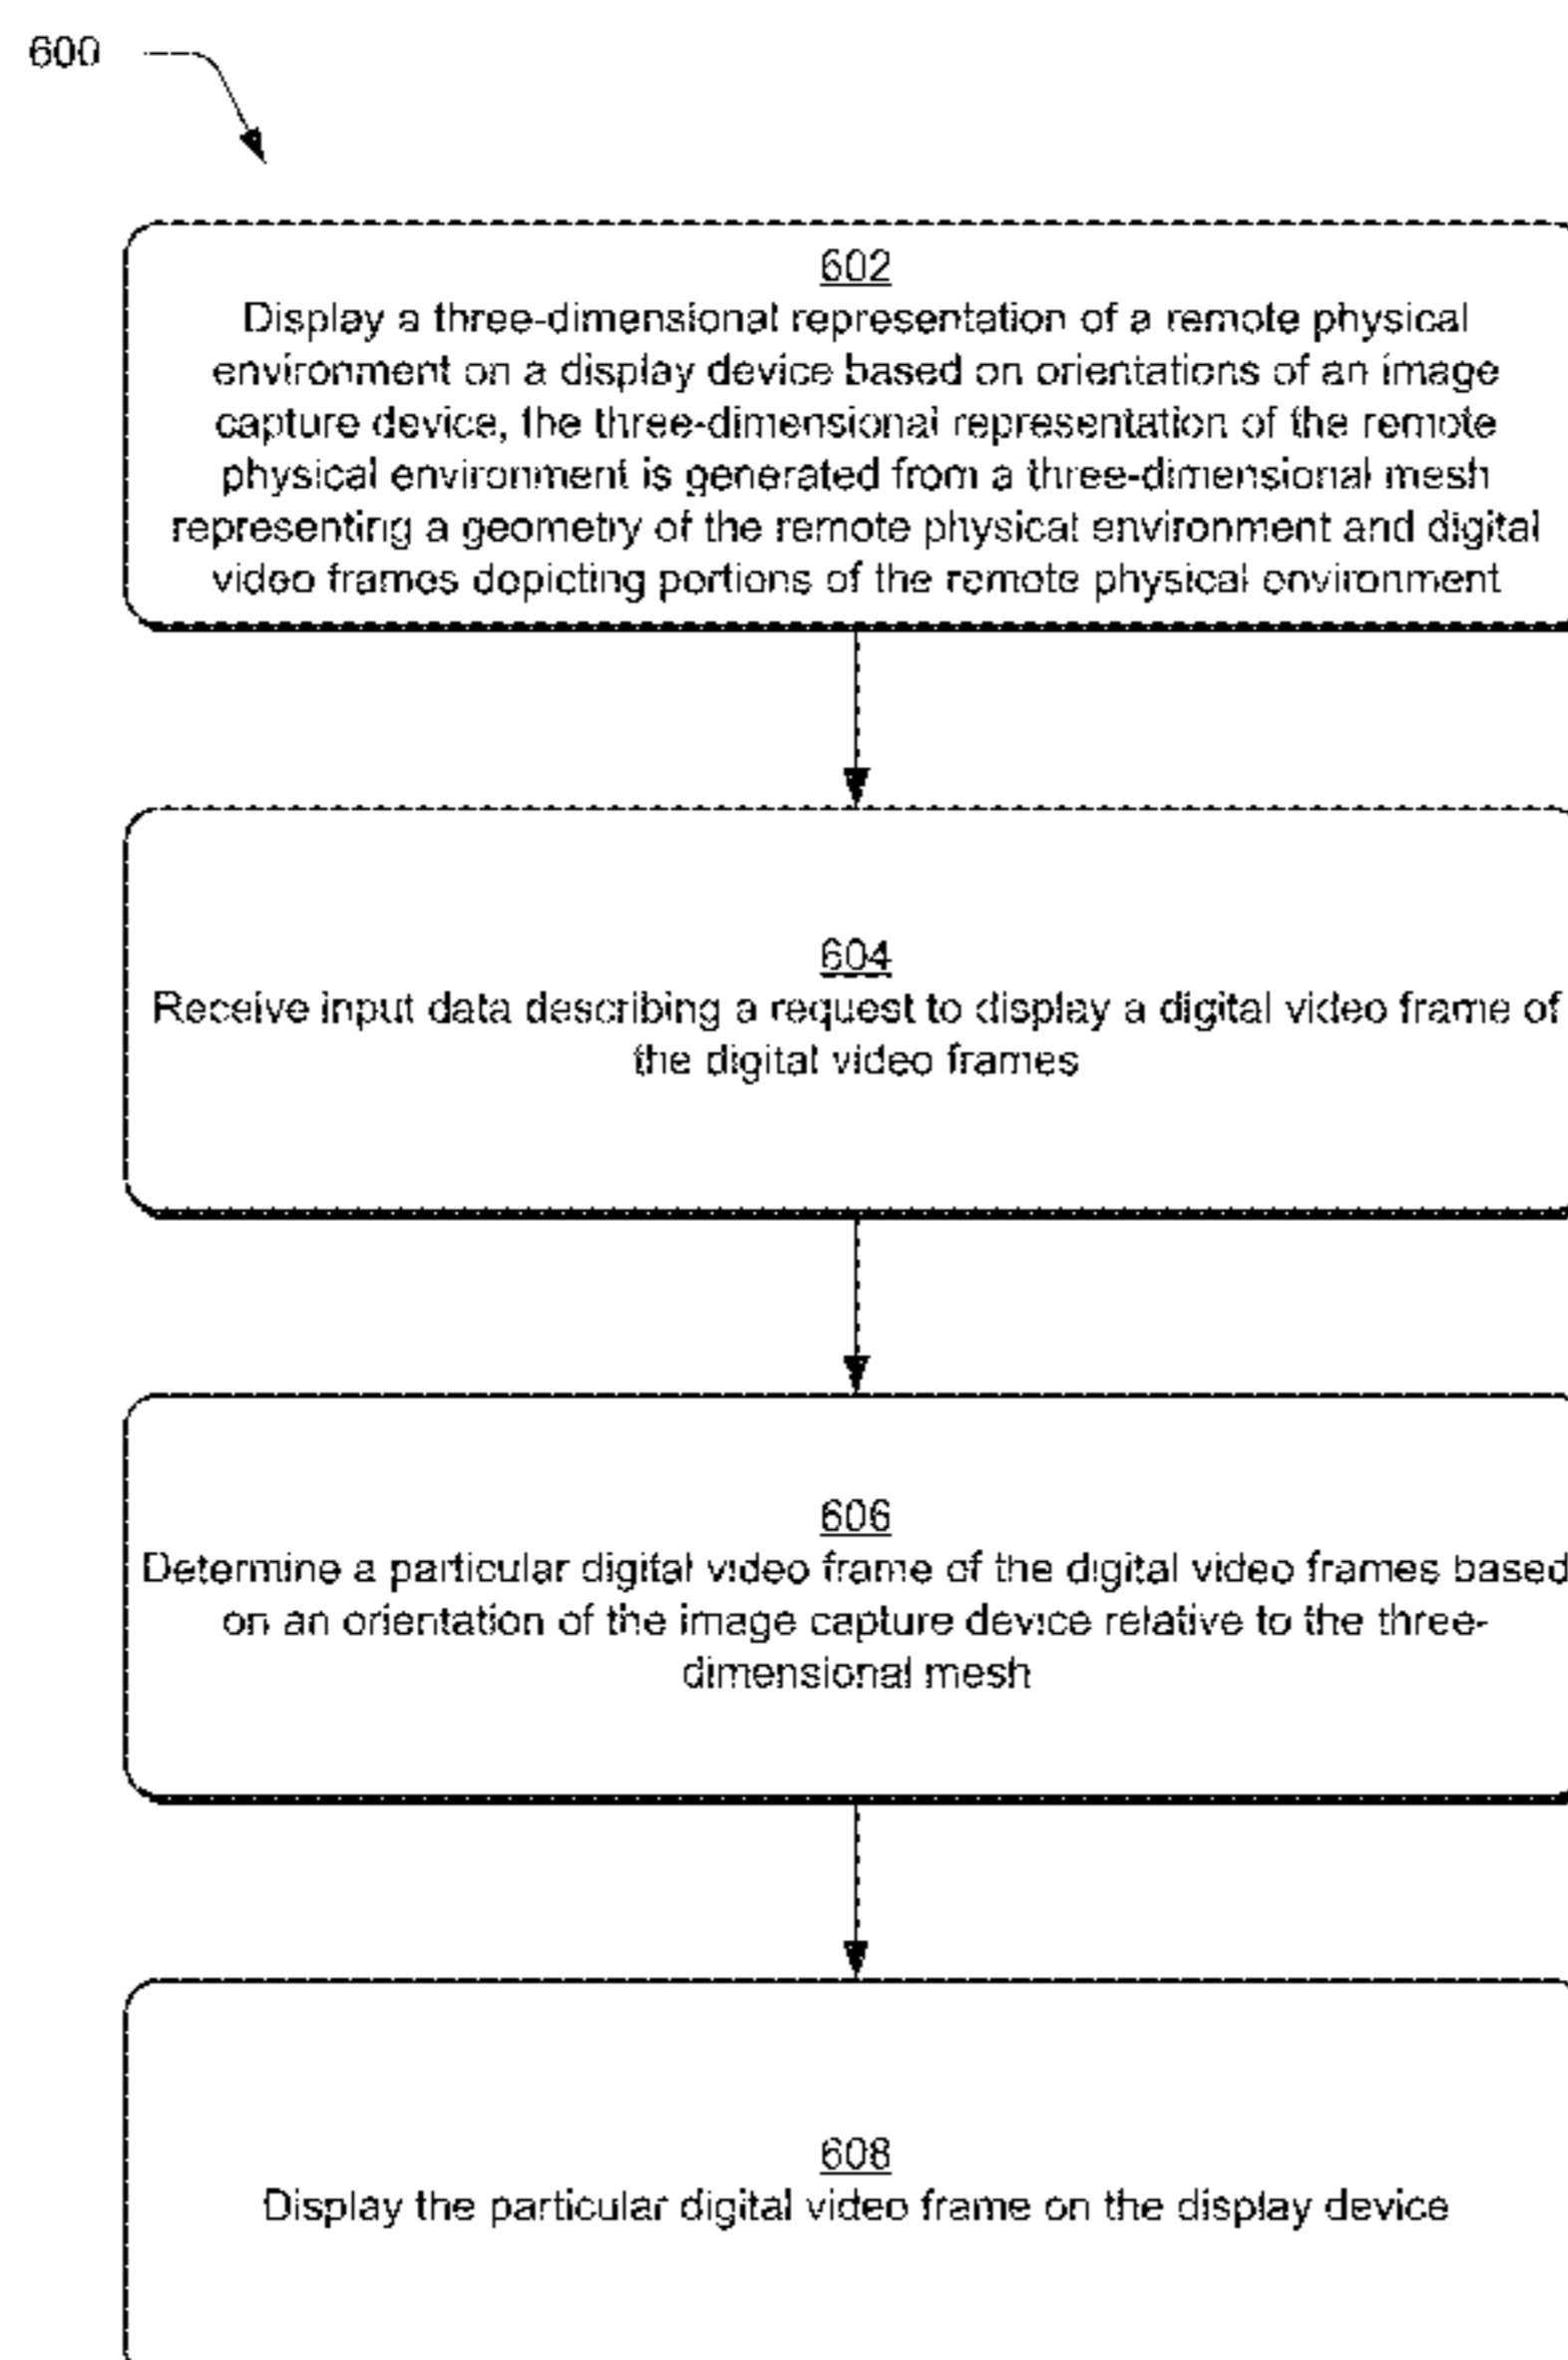 600
602
Display a three-dimensional representation of a remote physical
environment on a display device based on orientations of an image
capture device, the three-dimensional representation of the remote
physical environment is generated from a three-dimensional mesh
representing a geometry of the remote physical environment and digital
video frames depicting portions of the remote physical environment
604
Receive input data describing a request to display a digital video frame of
the digital video frames
606
Determine a particular digital video frame of the digital video frames based
on an orientation of the image capture device relative to the three-
dimensional mesh
608
Display the particular digital video frame on the display device